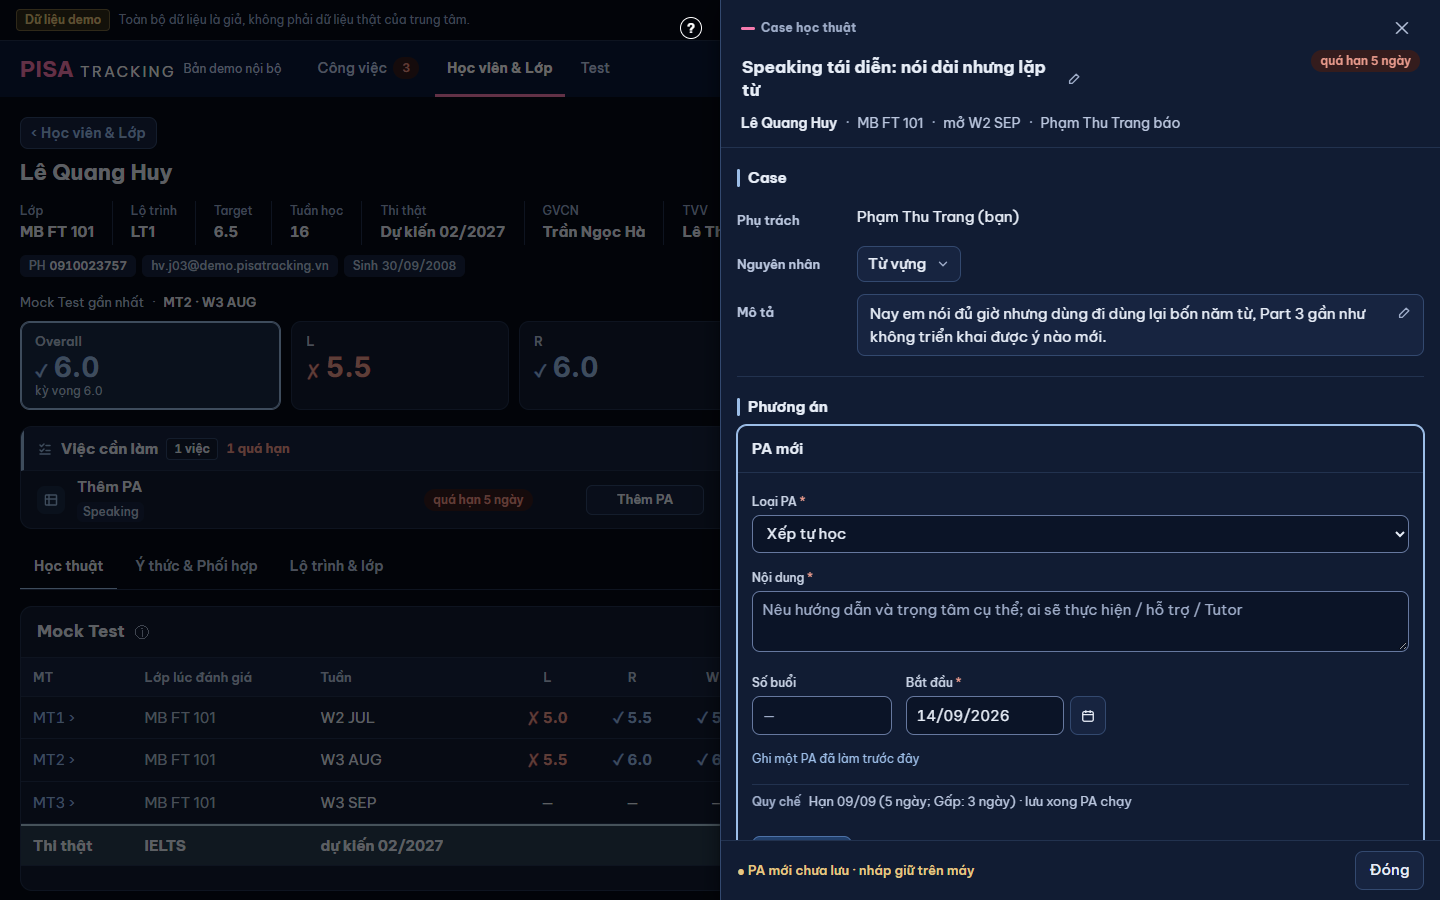 Dữ liệu demo Toàn bộ dữ liệu là giả, không phải dữ liệu thật của trung tâm.
?
PISA TRACKING Bản demo nội bộ Công việc 3 Học viên & Lớp Test
‹ Học viên & Lớp
Lê Quang Huy
Lớp Lộ trình Target Tuần học Thi thật GVCN TVV
MB FT 101 LT1 6.5 16 Dự kiến 02/2027 Trần Ngọc Hà Lê Th
PH 0910023757 hv.j03@demo.pisatracking.vn Sinh 30/09/2008
Mock Test gần nhất · MT2 · W3 AUG
Overall L R
✓ 6.0 ✗ 5.5 ✓ 6.0
kỳ vọng 6.0
Việc cần làm 1 việc 1 quá hạn
Thêm PA quá hạn 5 ngày Thêm PA
Speaking
Học thuật Ý thức & Phối hợp Lộ trình & lớp
Mock Test
MT Lớp lúc đánh giá Tuần L R W
MT1 › MB FT 101 W2 JUL ✗ 5.0 ✓ 5.5 ✓ 5
MT2 › MB FT 101 W3 AUG ✗ 5.5 ✓ 6.0 ✓ 6
MT3 › MB FT 101 W3 SEP – – –
Thi thật IELTS dự kiến 02/2027
Case học thuật
Speaking tái diễn: nói dài nhưng lặp
từ
quá hạn 5 ngày
Lê Quang Huy · MB FT 101 · mở W2 SEP · Phạm Thu Trang báo
Case
Phụ trách Phạm Thu Trang (bạn)
Nguyên nhân Từ vựng
Mô tả Nay em nói đủ giờ nhưng dùng đi dùng lại bốn năm từ, Part 3 gần như
không triển khai được ý nào mới.
Phương án
PA mới
Loại PA *
Xếp tự học
Nội dung *
Nêu hướng dẫn và trọng tâm cụ thể; ai sẽ thực hiện / hỗ trợ / Tutor
Số buổi Bắt đầu *
– 14/09/2026
Ghi một PA đã làm trước đây
Quy chế Hạn 09/09 (5 ngày; Gấp: 3 ngày) · lưu xong PA chạy
PA mới chưa lưu · nháp giữ trên máy
Đóng